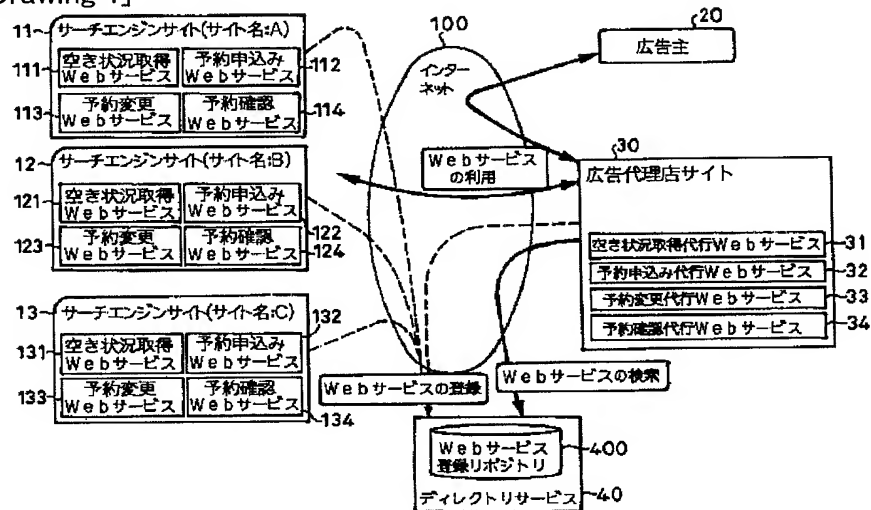 11 サーチエンジンサイト(サイト名:A)
111 空き状況取得
Webサービス
予約申込み
Webサービス 112
113 予約変更
Webサービス
予約確認
Webサービス 114
12 サーチエンジンサイト(サイト名:B)
121 空き状況取得
Webサービス
予約申込み
Webサービス 122
123 予約変更
Webサービス
予約確認
Webサービス 124
13 サーチエンジンサイト(サイト名:C)
131 空き状況取得
Webサービス
予約申込み
Webサービス 132
133 予約変更
Webサービス
予約確認
Webサービス 134
100
インター
ネット
20
広告主
Webサービス
の利用
30
広告代理店サイト
空き状況取得代行Webサービス 31
予約申込み代行Webサービス 32
予約変更代行Webサービス 33
予約確認代行Webサービス 34
Webサービスの登録
Webサービスの検索
Webサービス
登録リポジトリ 400
ディレクトリサービス 40